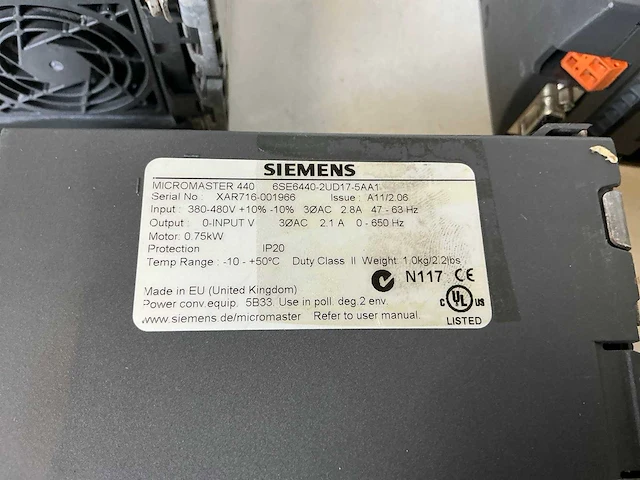 SIEMENS
MICROMASTER 440 6SE6440-2UD17-5AA1
Serial No : XAR716-001966 Issue : A11/2.06
Input : 380-480V +10% -10% 3ØAC 2.8A 47 - 63 Hz
Output : 0-INPUT V 3ØAC 2.1 A 0 - 650 Hz
Motor: 0.75kW
Protection IP20
Temp Range : -10 - +50°C Duty Class II Weight: 1.0kg/2.2lbs
N117 CE
Made in EU (United Kingdom)
Power conv.equip. 5B33. Use in poll. deg.2 env.
C UL US
www.siemens.de/micromaster Refer to user manual.
LISTED